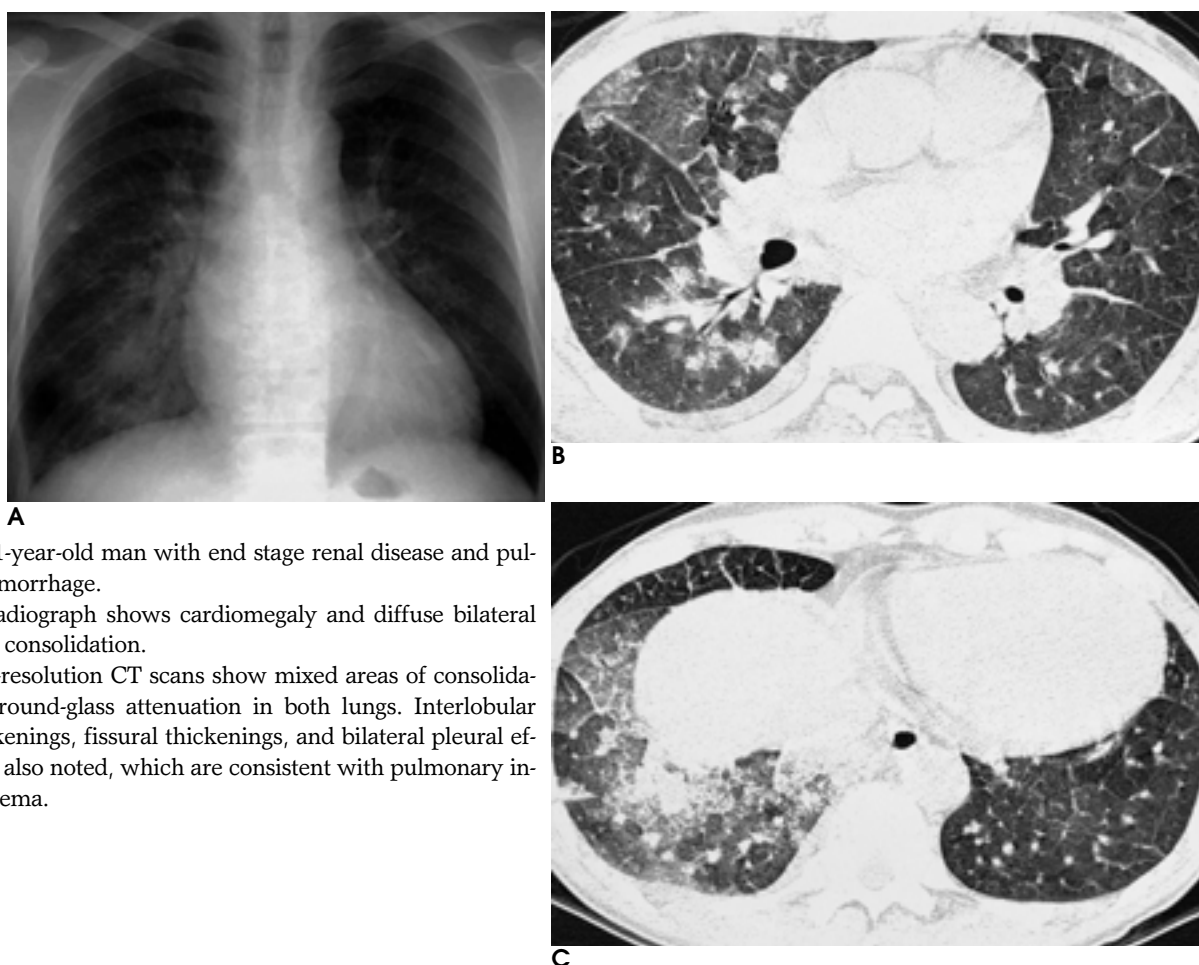 A
B
C
1-year-old man with end stage renal disease and pul-
morrhage.
adiograph shows cardiomegaly and diffuse bilateral
consolidation.
-resolution CT scans show mixed areas of consolida-
round-glass attenuation in both lungs. Interlobular
kenings, fissural thickenings, and bilateral pleural ef-
also noted, which are consistent with pulmonary in-
ema.